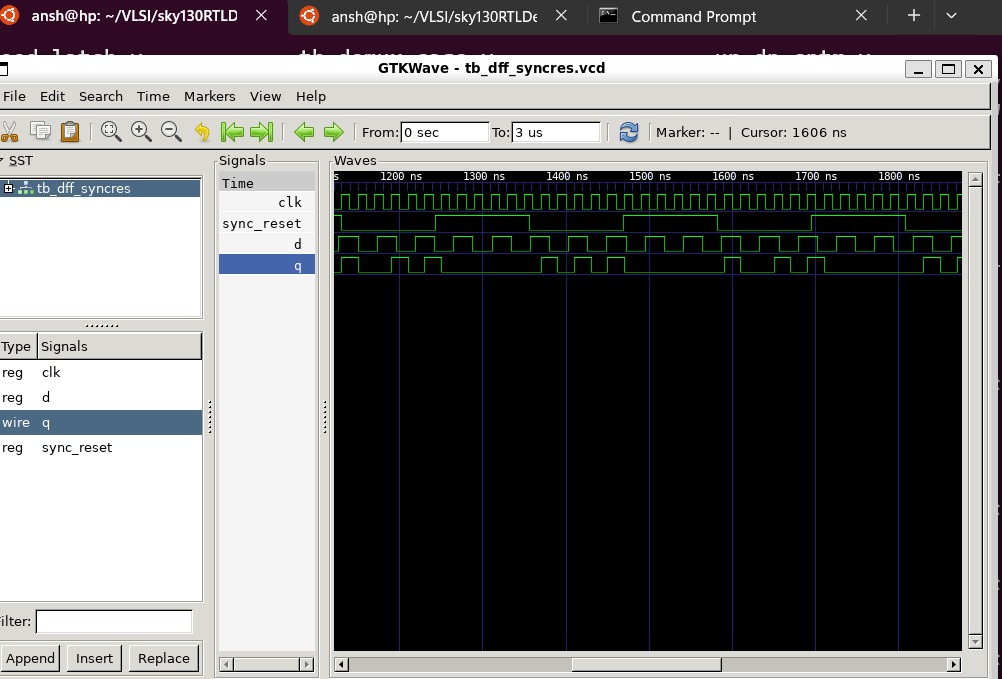 ansh@hp: ~/VLSI/sky130RTLD
ansh@hp: ~/VLSI/sky130RTLDe
Command Prompt
GTKWave - tb_dff_syncres.vcd
File Edit Search Time Markers View Help
From: 0 sec To: 3 us Marker: -- | Cursor: 1606 ns
SST
tb_dff_syncres
Type Signals
reg clk
reg d
wire q
reg sync_reset
Append Insert Replace
Signals
Time
clk
sync_reset
d
q
Waves
s 1200 ns 1300 ns 1400 ns 1500 ns 1600 ns 1700 ns 1800 ns